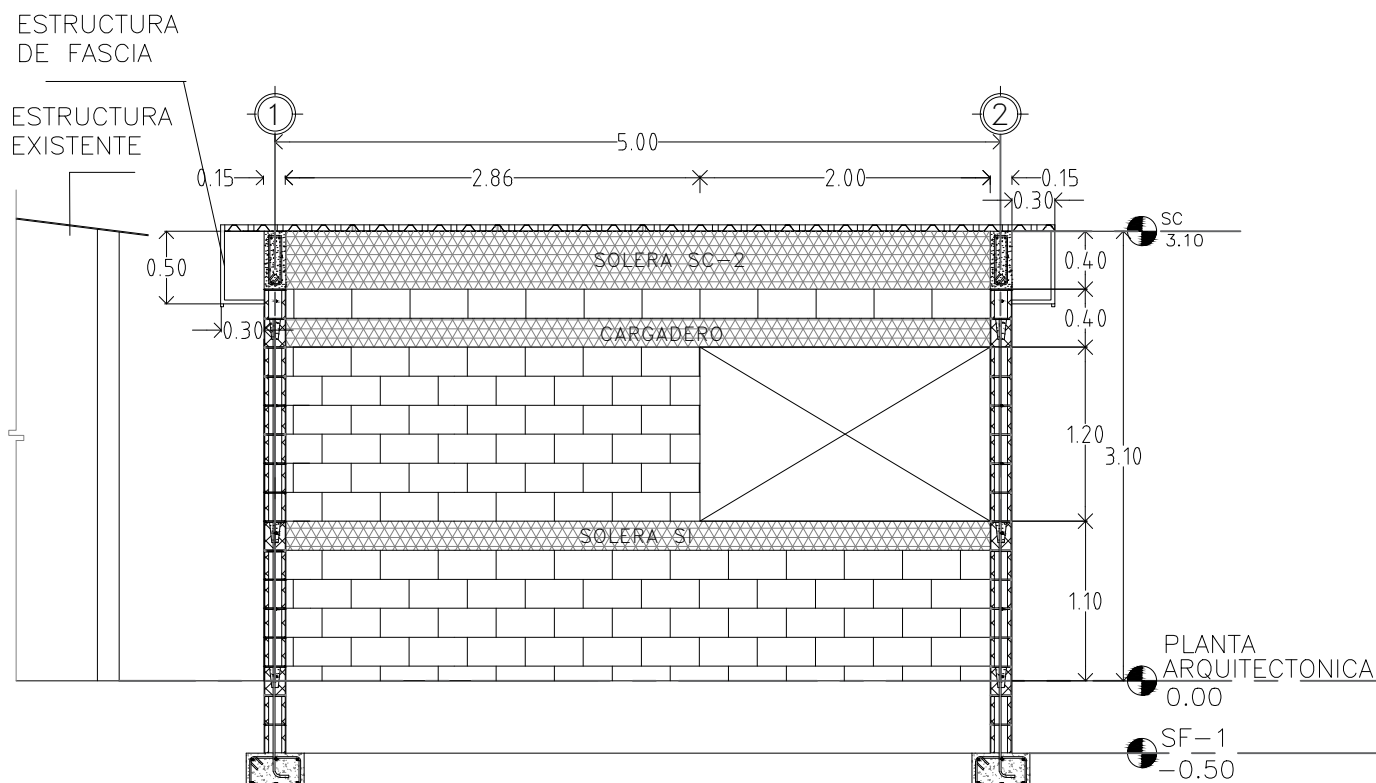 ESTRUCTURA
DE FASCIA
ESTRUCTURA
EXISTENTE
1
2
5.00
0.15
2.86
2.00
0.15
0.30
SC
3.10
0.50
SOLERA SC-2
0.40
0.30
CARGADERO
0.40
1.20
3.10
SOLERA SI
1.10
PLANTA
ARQUITECTONICA
0.00
SF-1
-0.50